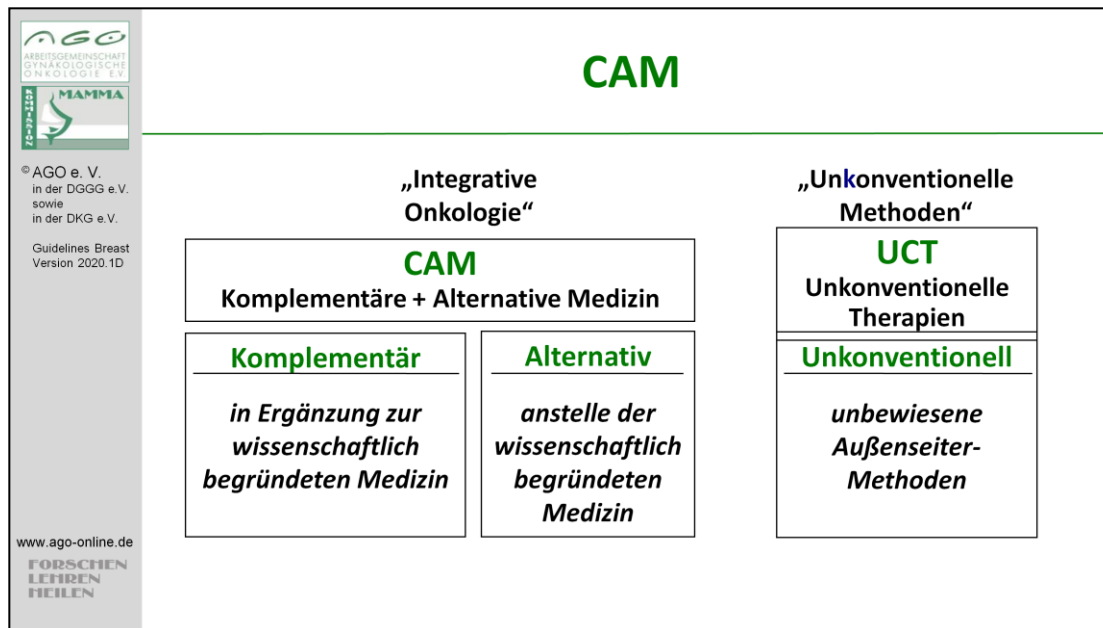 AGO
ARBEITSGEMEINSCHAFT
GYNÄKOLOGISCHE
ONKOLOGIE E.V.
KOMMISSION
MAMMA
© AGO e. V.
in der DGGG e.V.
sowie
in der DKG e.V.
Guidelines Breast
Version 2020.1D
www.ago-online.de
FORSCHEN
LEHREN
HEILEN
CAM
„Integrative
Onkologie“
CAM
Komplementäre + Alternative Medizin
Komplementär
in Ergänzung zur
wissenschaftlich
begründeten Medizin
Alternativ
anstelle der
wissenschaftlich
begründeten
Medizin
„Unkonventionelle
Methoden“
UCT
Unkonventionelle
Therapien
Unkonventionell
unbewiesene
Außenseiter-
Methoden